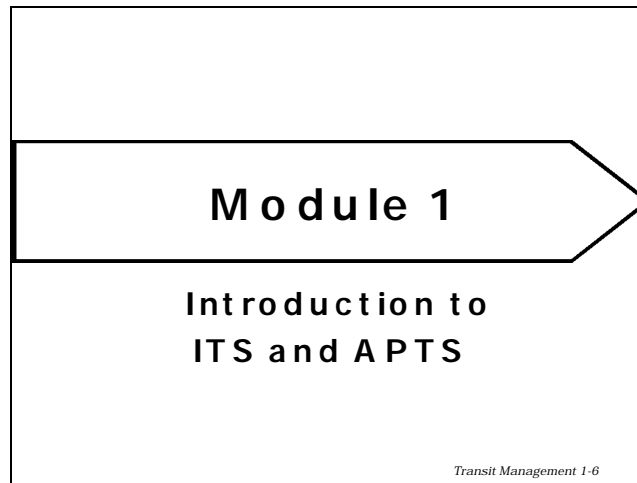 Module 1
Introduction to
ITS and APTS
Transit Management 1-6